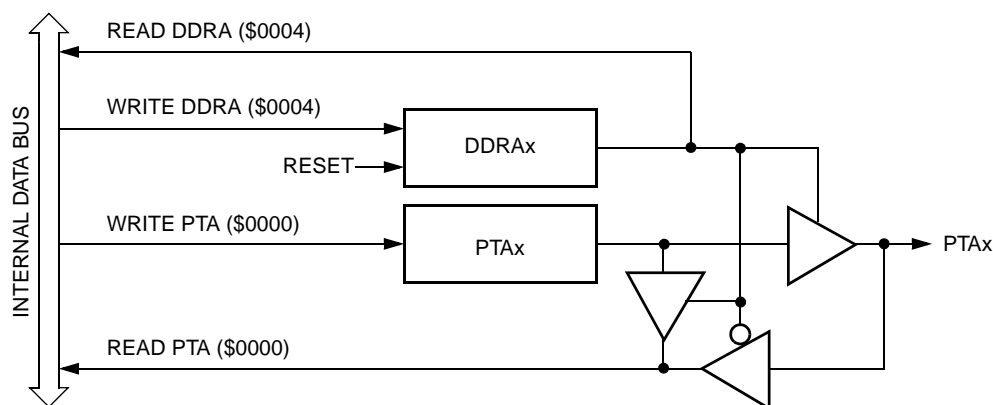 READ DDRA ($0004)
WRITE DDRA ($0004)
DDRAx
RESET
WRITE PTA ($0000)
PTAx
PTAx
READ PTA ($0000)
INTERNAL DATA BUS